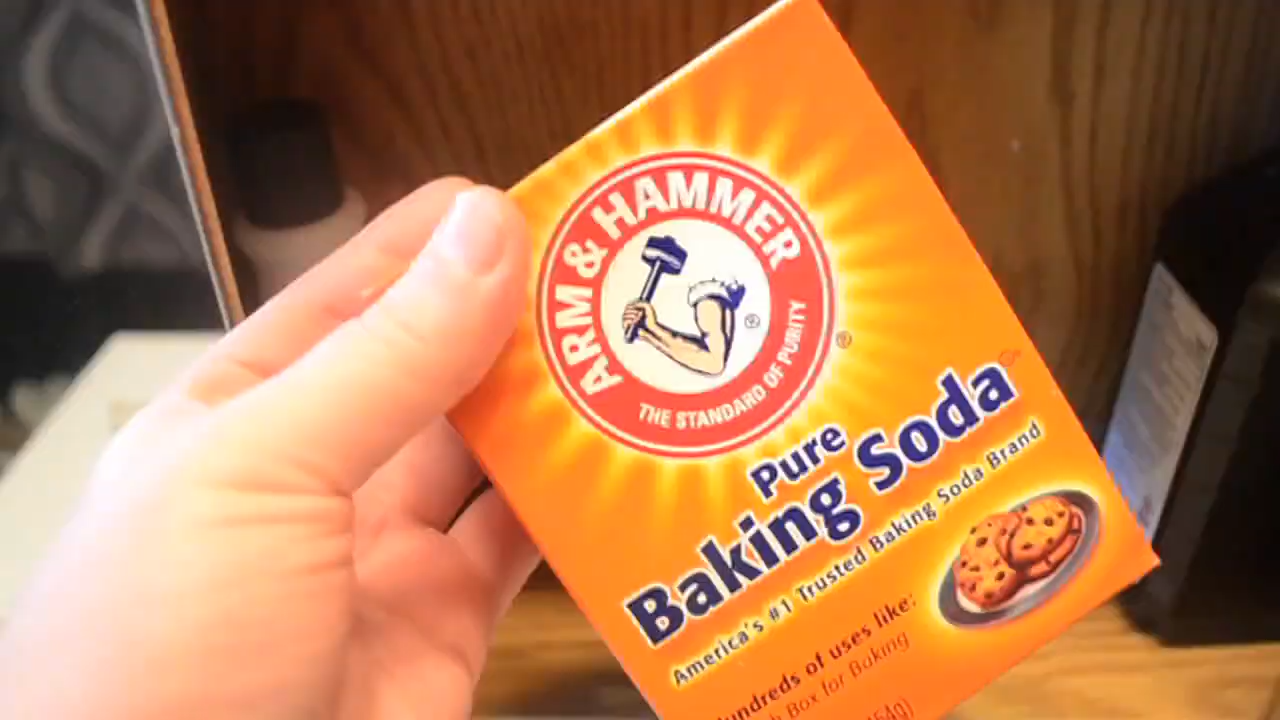 ARM & HAMMER
THE STANDARD OF PURITY
®
®
Pure
Baking Soda
America's #1 Trusted Baking Soda Brand
of uses like:
Box for Baking